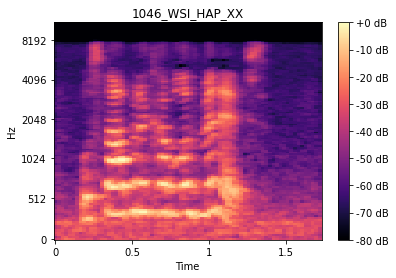 1046_WSI_HAP_XX
+0 dB
8192
-10 dB
4096
-20 dB
-30 dB
2048
Hz
-40 dB
1024
-50 dB
512
-60 dB
-70 dB
0
-80 dB
0
0.5
1
1.5
Time